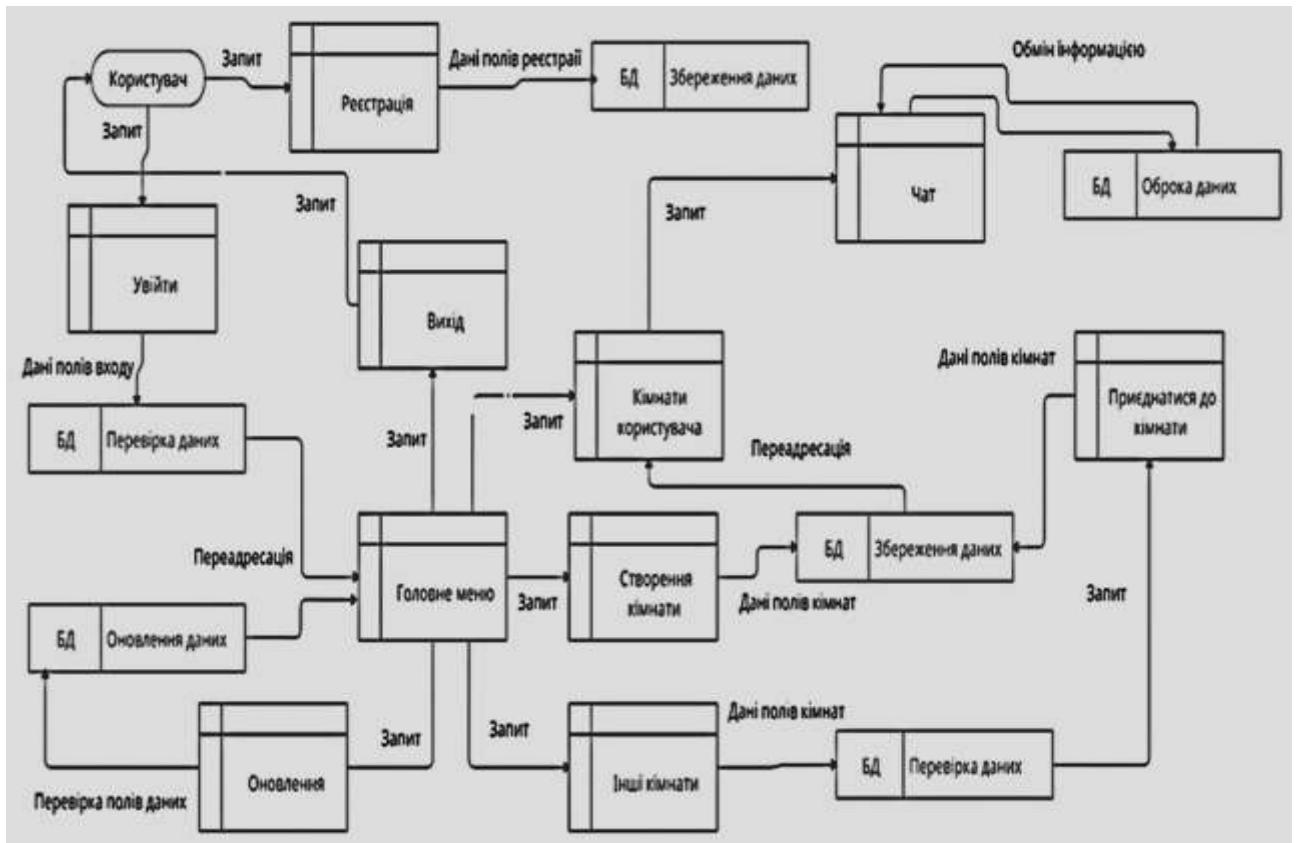 Запит
Дані полів реєстраії
Обмін інформацією
Користувач
БД
Збереження даних
Реєстрація
Запит
БД
Оброка даних
Чат
Запит
Запит
Увійти
Вихід
Дані полів входу
Дані полів кімнат
Кімнати
користувача
Приєднатися до
кімнати
Запит
Запит
БД
Перевірка даних
Переадресація
Переадресація
БД
Збереження даних
Головне меню
Запит
Створення
кімнати
Дані полів кімнат
Запит
БД
Оновлення даних
Дані полів кімнат
Запит
Запит
Перевірка полів даних
Оновлення
Інші кімнати
БД
Перевірка даних